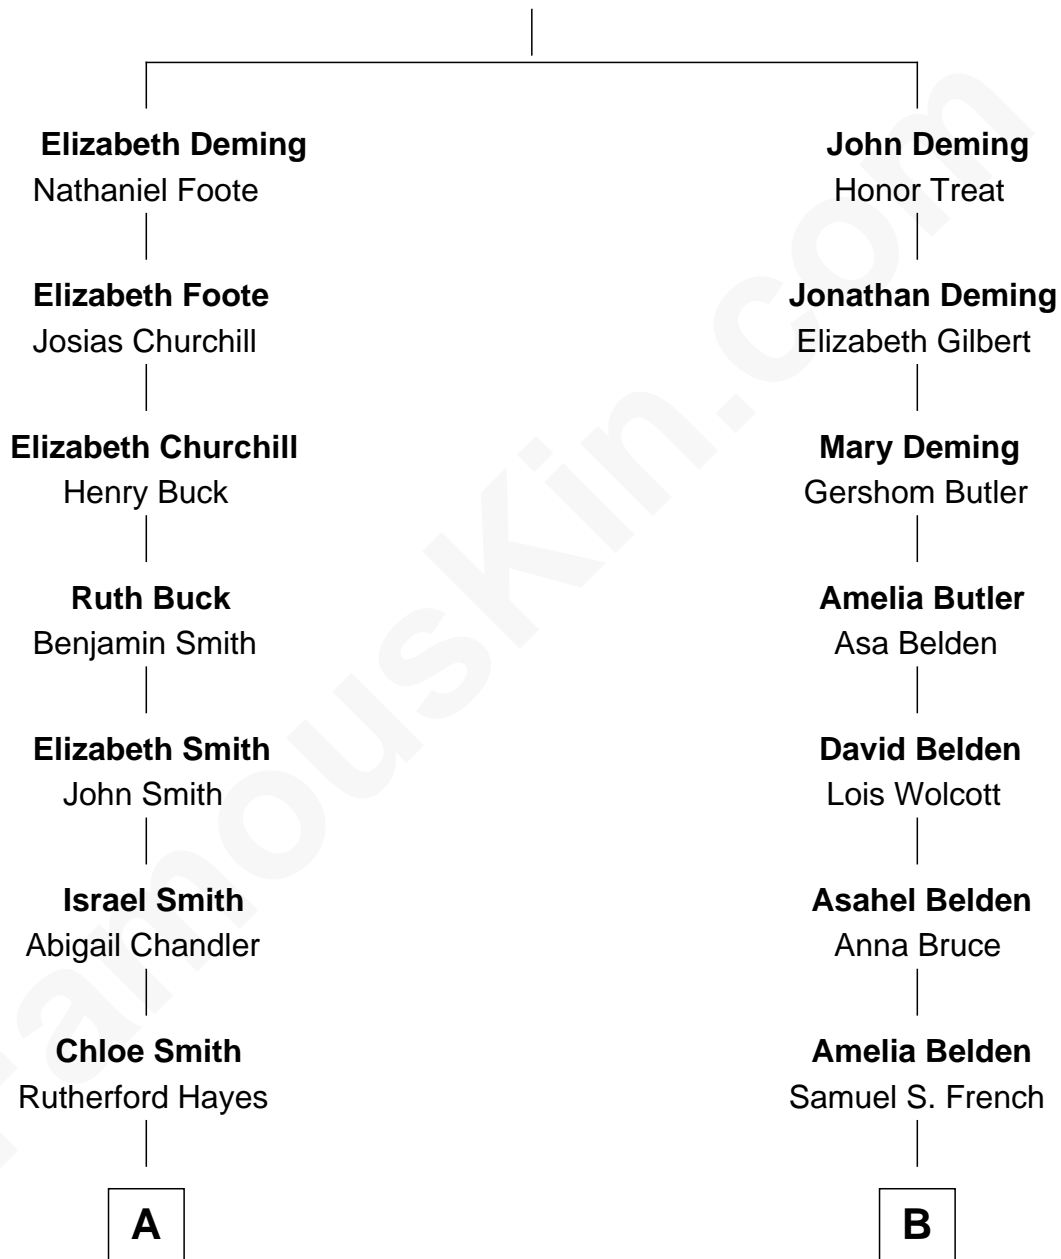 Elizabeth Deming
Nathaniel Foote
Elizabeth Foote
Josias Churchill
Elizabeth Churchill
Henry Buck
Ruth Buck
Benjamin Smith
Elizabeth Smith
John Smith
Israel Smith
Abigail Chandler
Chloe Smith
Rutherford Hayes
A
John Deming
Honor Treat
Jonathan Deming
Elizabeth Gilbert
Mary Deming
Gershom Butler
Amelia Butler
Asa Belden
David Belden
Lois Wolcott
Asahel Belden
Anna Bruce
Amelia Belden
Samuel S. French
B
FamousKin.com